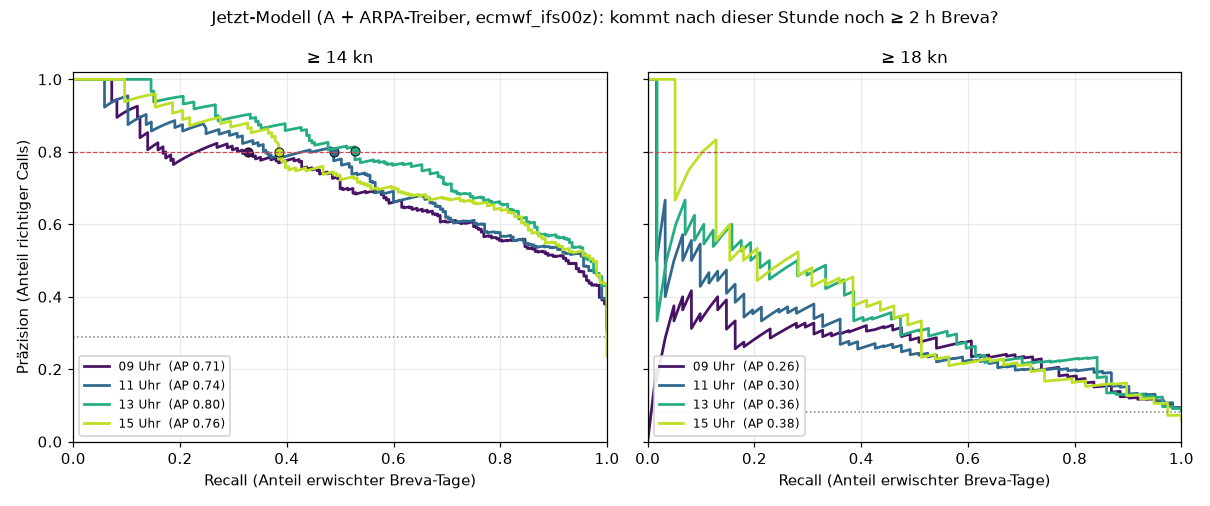 Jetzt-Modell (A + ARPA-Treiber, ecmwf_ifs00z): kommt nach dieser Stunde noch ≥ 2 h Breva?
≥ 14 kn
≥ 18 kn
Präzision (Anteil richtiger Calls)
1.0
0.8
0.6
0.4
0.2
0.0
09 Uhr (AP 0.71)
11 Uhr (AP 0.74)
13 Uhr (AP 0.80)
15 Uhr (AP 0.76)
09 Uhr (AP 0.26)
11 Uhr (AP 0.30)
13 Uhr (AP 0.36)
15 Uhr (AP 0.38)
0.0 0.2 0.4 0.6 0.8 1.0
0.0 0.2 0.4 0.6 0.8 1.0
Recall (Anteil erwischter Breva-Tage)
Recall (Anteil erwischter Breva-Tage)